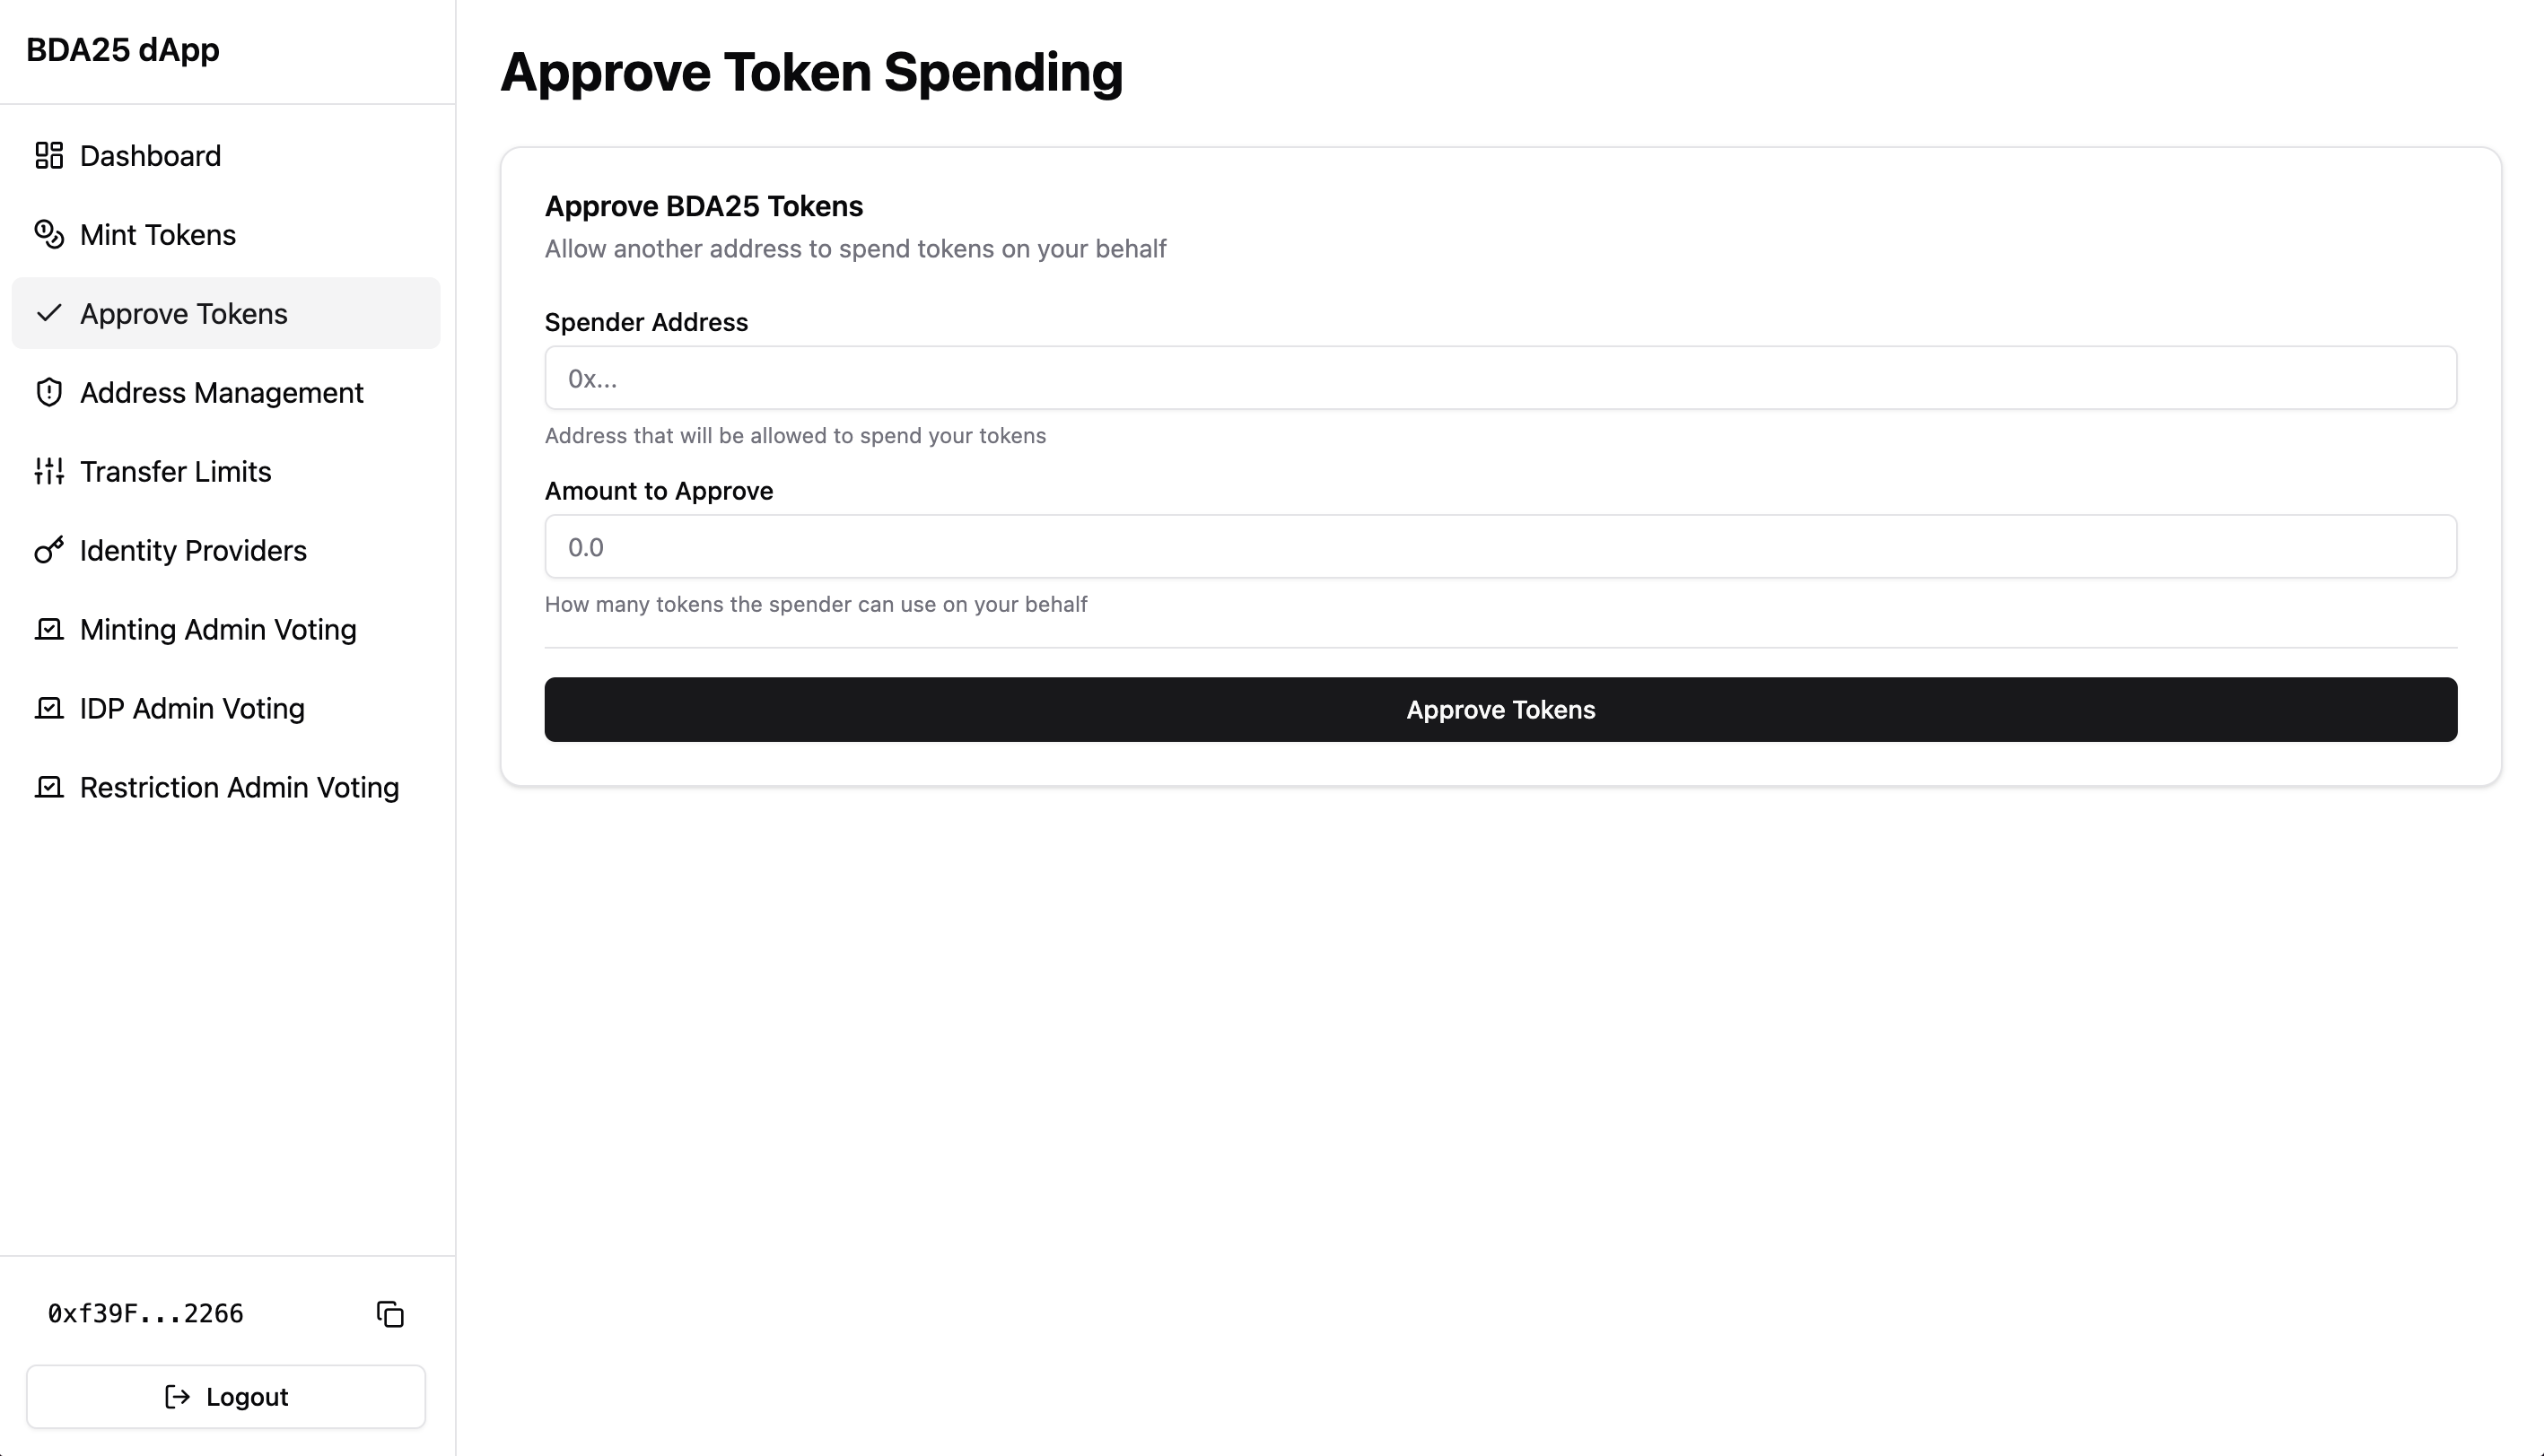 BDA25 dApp
Dashboard
Mint Tokens
Approve Tokens
Address Management
Transfer Limits
Identity Providers
Minting Admin Voting
IDP Admin Voting
Restriction Admin Voting
0xf39F...2266
Logout
Approve Token Spending
Approve BDA25 Tokens
Allow another address to spend tokens on your behalf
Spender Address
0x...
Address that will be allowed to spend your tokens
Amount to Approve
0.0
How many tokens the spender can use on your behalf
Approve Tokens